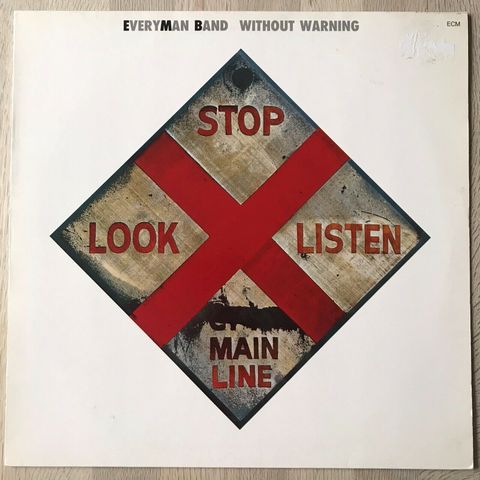 EVERYMAN BAND WITHOUT WARNING
ECM
STOP
LOOK LISTEN
MAIN
LINE